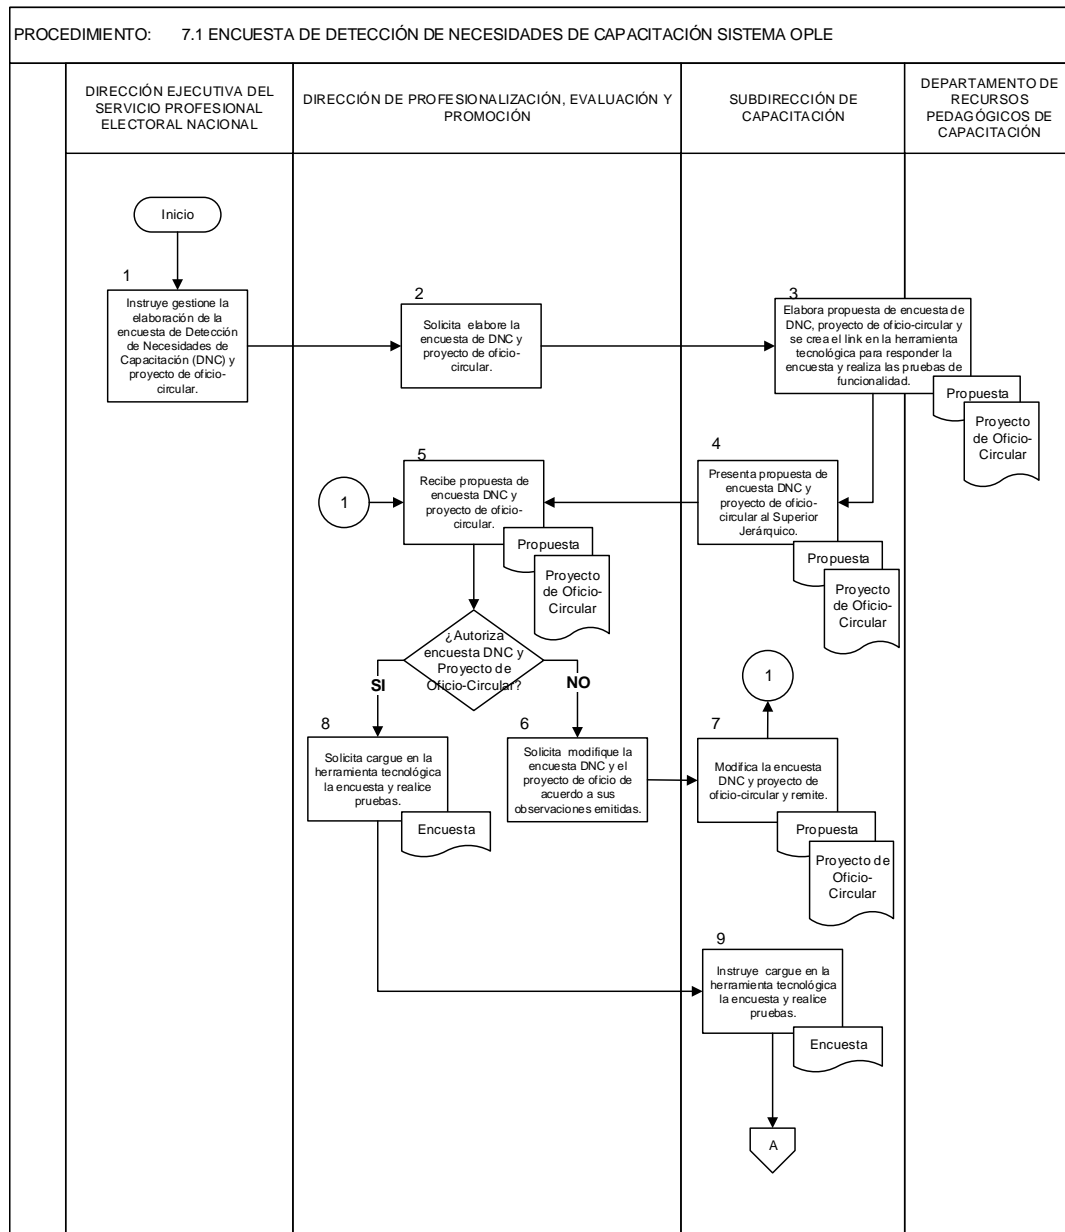 PROCEDIMIENTO: 7.1 ENCUESTA DE DETECCIÓN DE NECESIDADES DE CAPACITACIÓN SISTEMA OPLE
DIRECCIÓN EJECUTIVA DEL
SERVICIO PROFESIONAL
ELECTORAL NACIONAL
DIRECCIÓN DE PROFESIONALIZACIÓN, EVALUACIÓN Y
PROMOCIÓN
SUBDIRECCIÓN DE
CAPACITACIÓN
DEPARTAMENTO DE
RECURSOS
PEDAGÓGICOS DE
CAPACITACIÓN
Inicio
1
Instruye gestione la
elaboración de la
encuesta de Detección
de Necesidades de
Capacitación (DNC) y
proyecto de oficio-
circular.
2
Solicita elabore la
encuesta de DNC y
proyecto de oficio-
circular.
3
Elabora propuesta de encuesta de
DNC, proyecto de oficio-circular y
se crea el link en la herramienta
tecnológica para responder la
encuesta y realiza las pruebas de
funcionalidad.
Propuesta
Proyecto
de Oficio-
Circular
4
Presenta propuesta de
encuesta DNC y
proyecto de oficio-
circular al Superior
Jerárquico.
Propuesta
Proyecto
de Oficio-
Circular
1
5
Recibe propuesta de
encuesta DNC y
proyecto de oficio-
circular.
Propuesta
Proyecto
de Oficio-
Circular
¿Autoriza
encuesta DNC y
Proyecto de
Oficio-Circular?
SI
NO
6
Solicita modifique la
encuesta DNC y el
proyecto de oficio de
acuerdo a sus
observaciones emitidas.
7
Modifica la encuesta
DNC y proyecto de
oficio-circular y remite.
Propuesta
Proyecto de
Oficio-
Circular
1
8
Solicita cargue en la
herramienta tecnológica
la encuesta y realice
pruebas.
Encuesta
9
Instruye cargue en la
herramienta tecnológica
la encuesta y realice
pruebas.
Encuesta
A